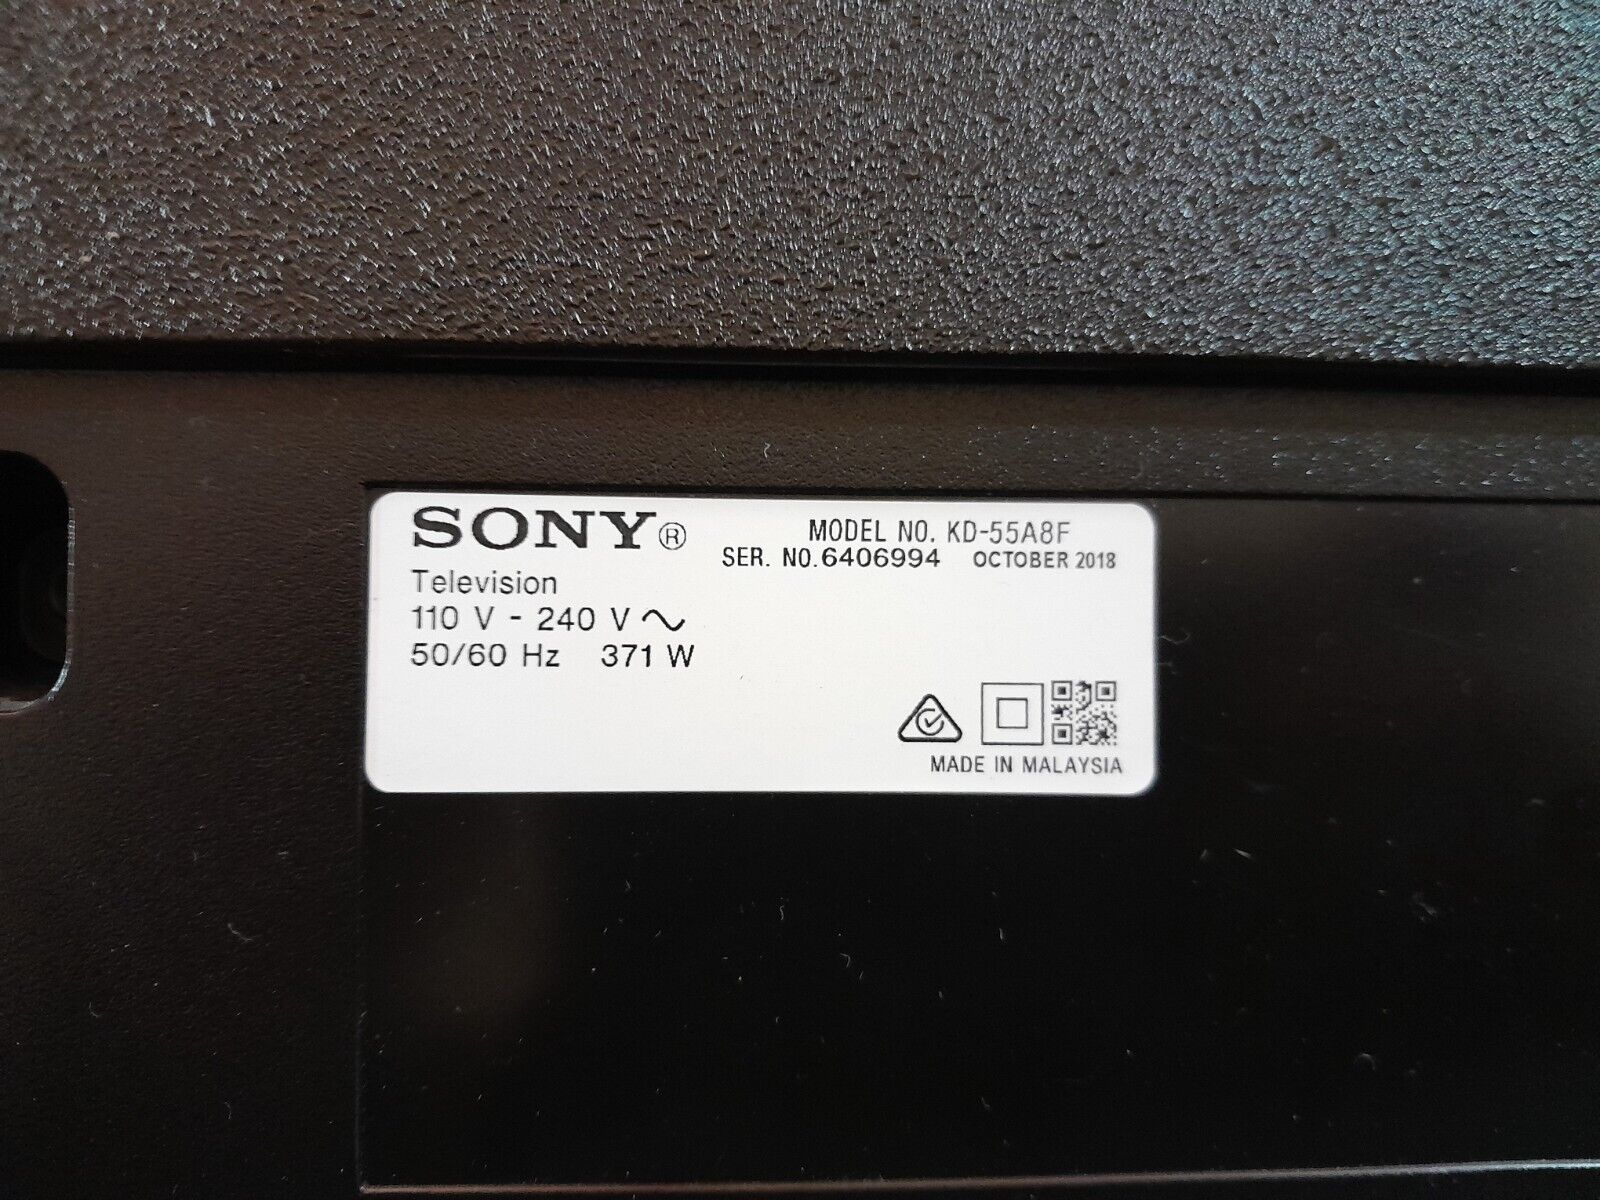 SONY®
MODEL NO. KD-55A8F
SER. NO.6406994 OCTOBER 2018
Television
110 V - 240 V ~
50/60 Hz 371 W
MADE IN MALAYSIA